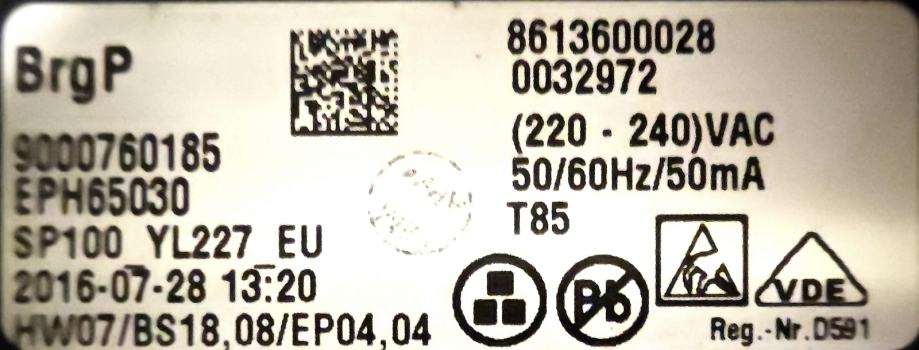 BrgP
9000760185
EPH65030
SP100_YL227_EU
2016-07-28 13:20
HW07/BS18,08/EP04,04
8613600028
0032972
(220 - 240)VAC
50/60Hz/50mA
T85
Pb
VDE
Reg.-Nr.D591